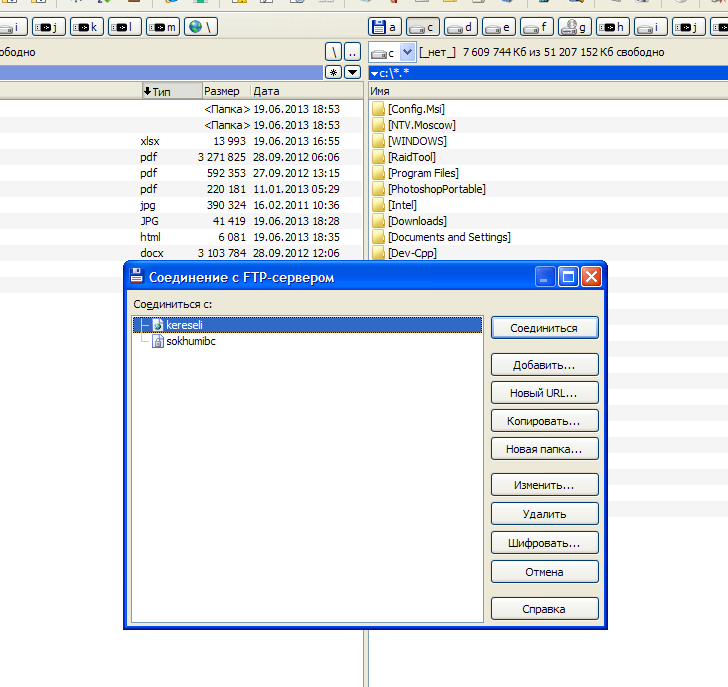 i j k l m \ a c d e f g h i j
ободно \ .. c [_нет_] 7 609 744 Кб из 51 207 152 Кб свободно
* c:\*.*
Тип Размер Дата Имя
<Папка> 19.06.2013 18:53 [Config.Msi]
<Папка> 19.06.2013 18:53 [NTV.Moscow]
xlsx 13 993 19.06.2013 16:55 [WINDOWS]
pdf 3 271 825 28.09.2012 06:06 [RaidTool]
pdf 592 353 27.09.2012 13:15 [Program Files]
pdf 220 181 11.01.2013 05:29 [PhotoshopPortable]
jpg 390 324 16.02.2011 10:36 [Intel]
JPG 41 419 19.06.2013 18:28 [Downloads]
html 6 081 19.06.2013 18:35 [Documents and Settings]
docx 3 103 784 28.09.2012 12:06 [Dev-Cpp]
Соединение с FTP-сервером
Соединиться с:
kereseli
sokhumibc
Соединиться
Добавить...
Новый URL...
Копировать...
Новая папка...
Изменить...
Удалить
Шифровать...
Отмена
Справка